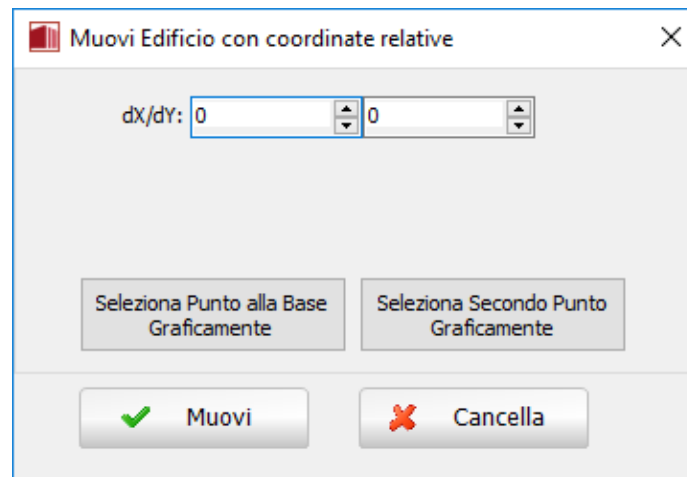 Muovi Edificio con coordinate relative
dX/dY: 0 0
Seleziona Punto alla Base Seleziona Secondo Punto
Graficamente Graficamente
Muovi Cancella